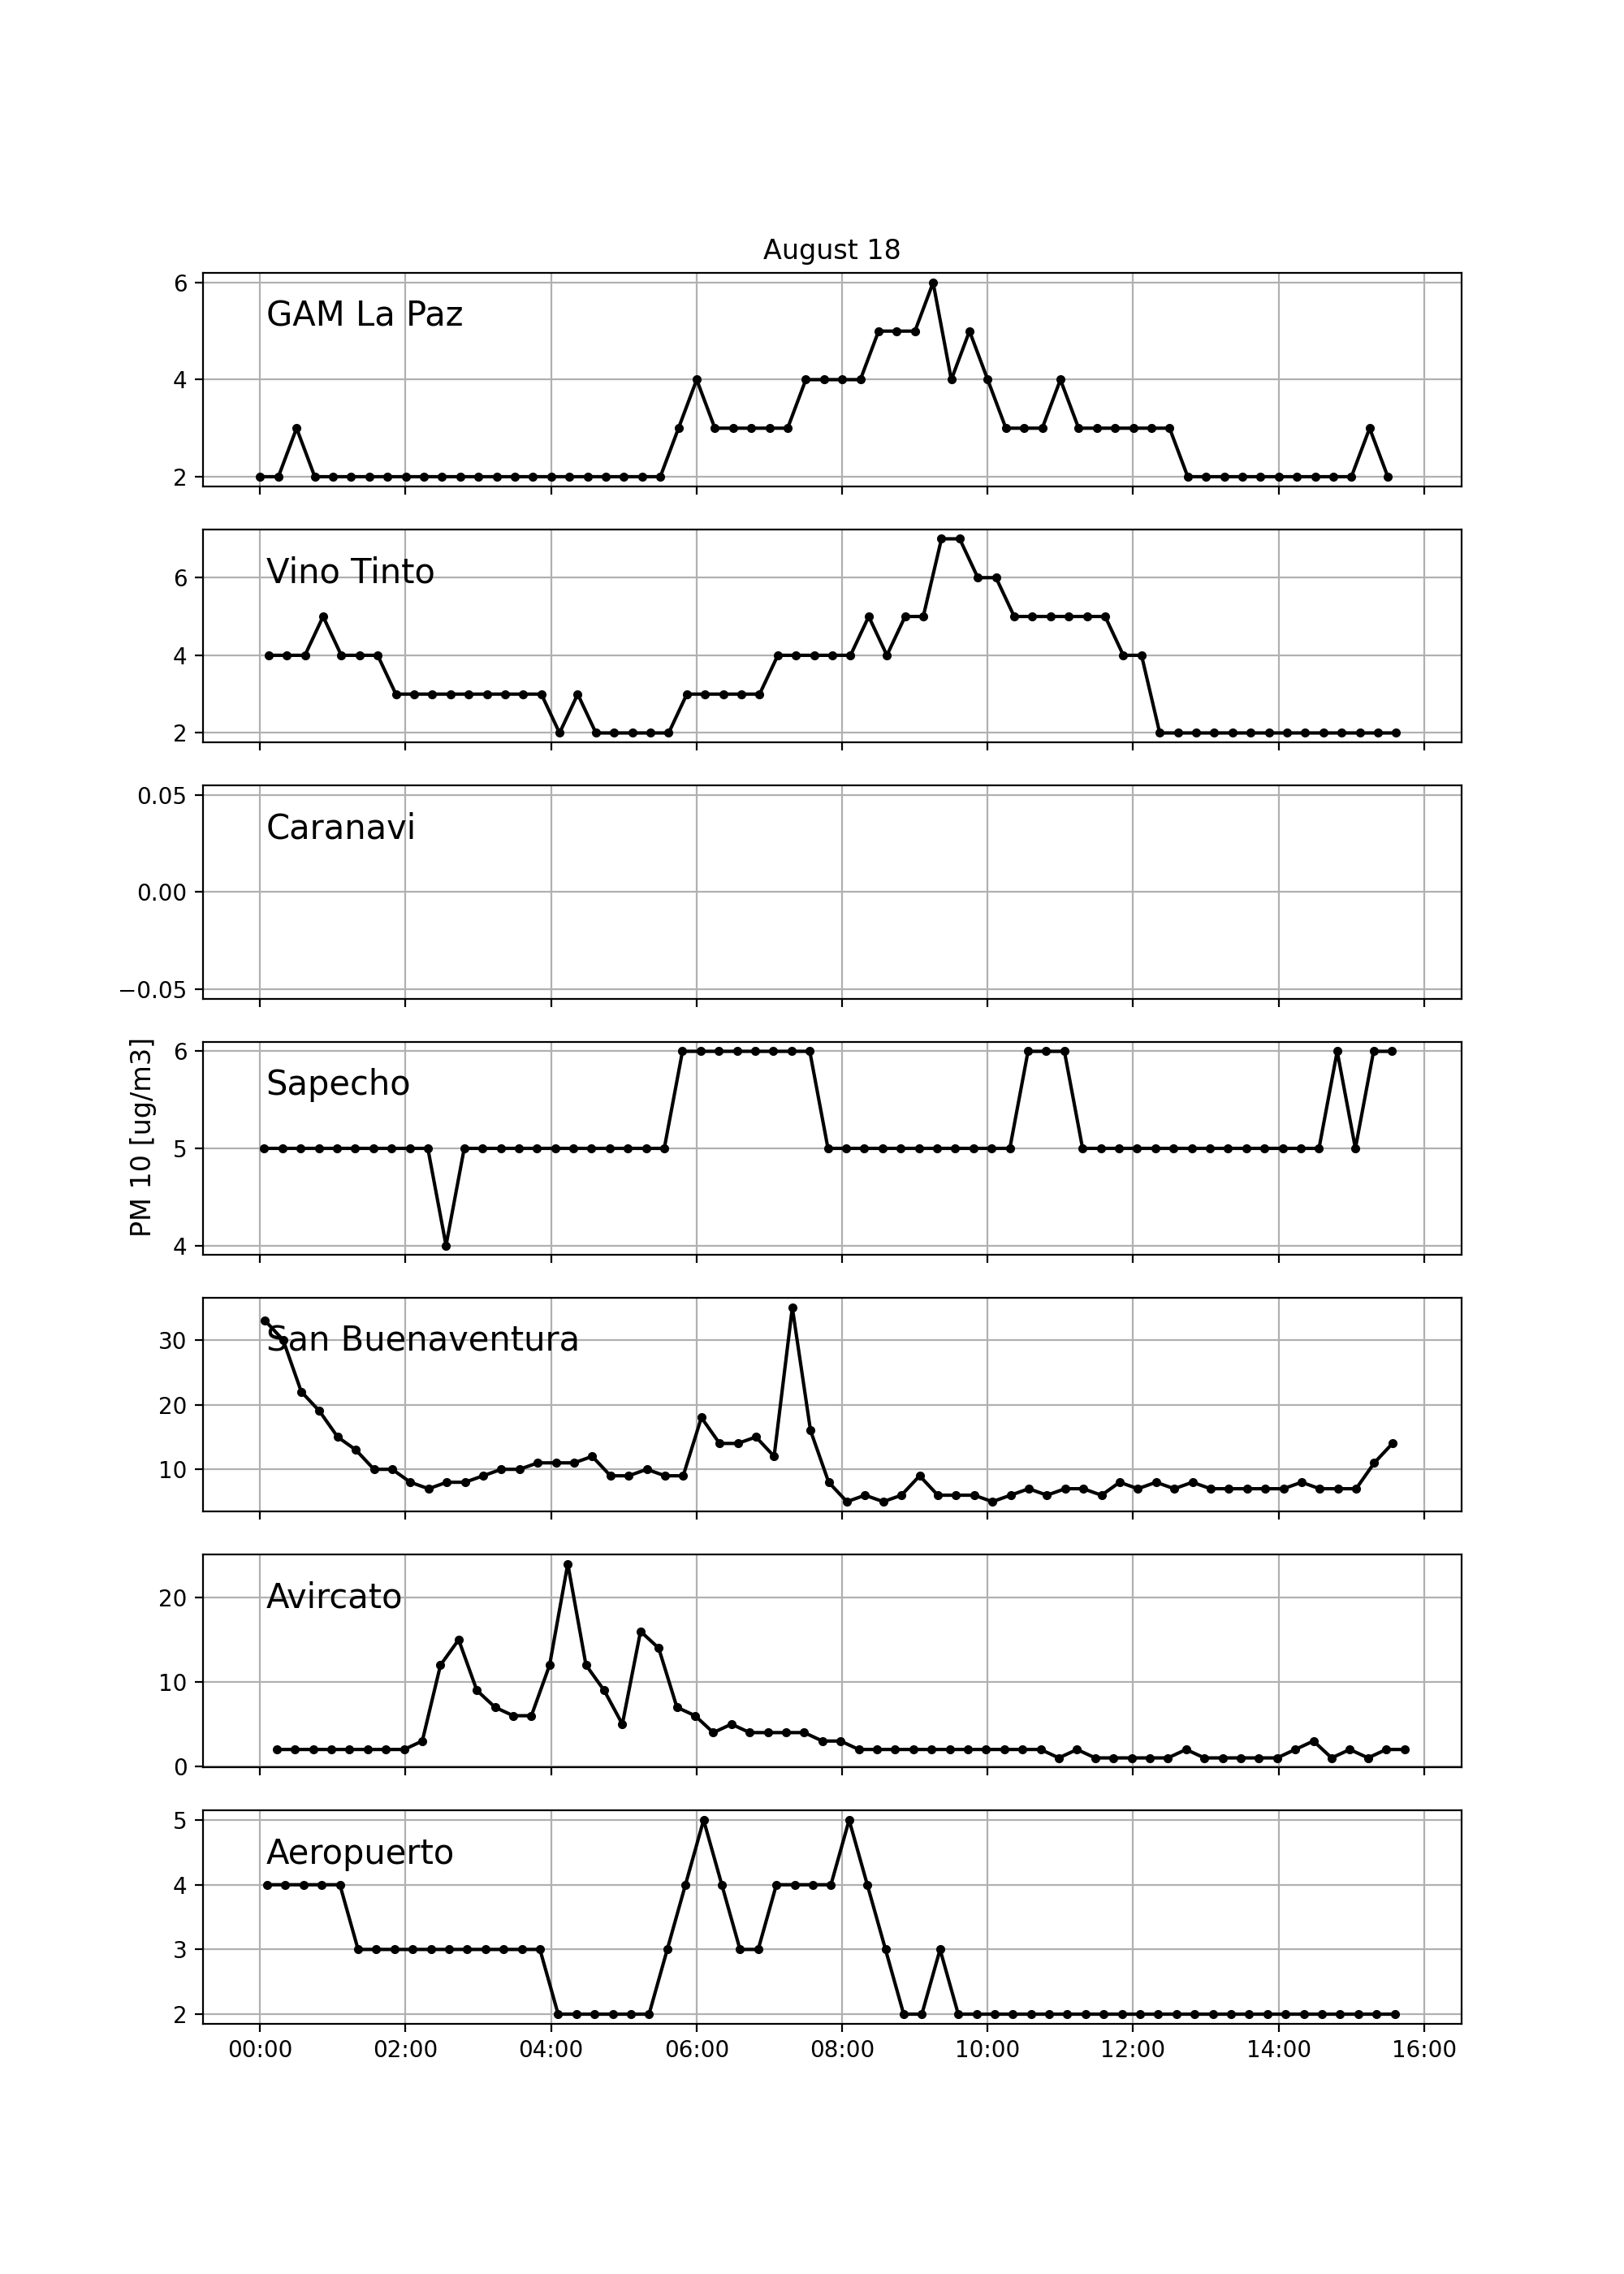 August 18
6
GAM La Paz
4
2
Vino Tinto
6
4
2
0.05
Caranavi
0.00
−0.05
PM 10 [ug/m3]
6
Sapecho
5
4
San Buenaventura
30
20
10
Avircato
20
10
0
5
Aeropuerto
4
3
2
00:00 02:00 04:00 06:00 08:00 10:00 12:00 14:00 16:00